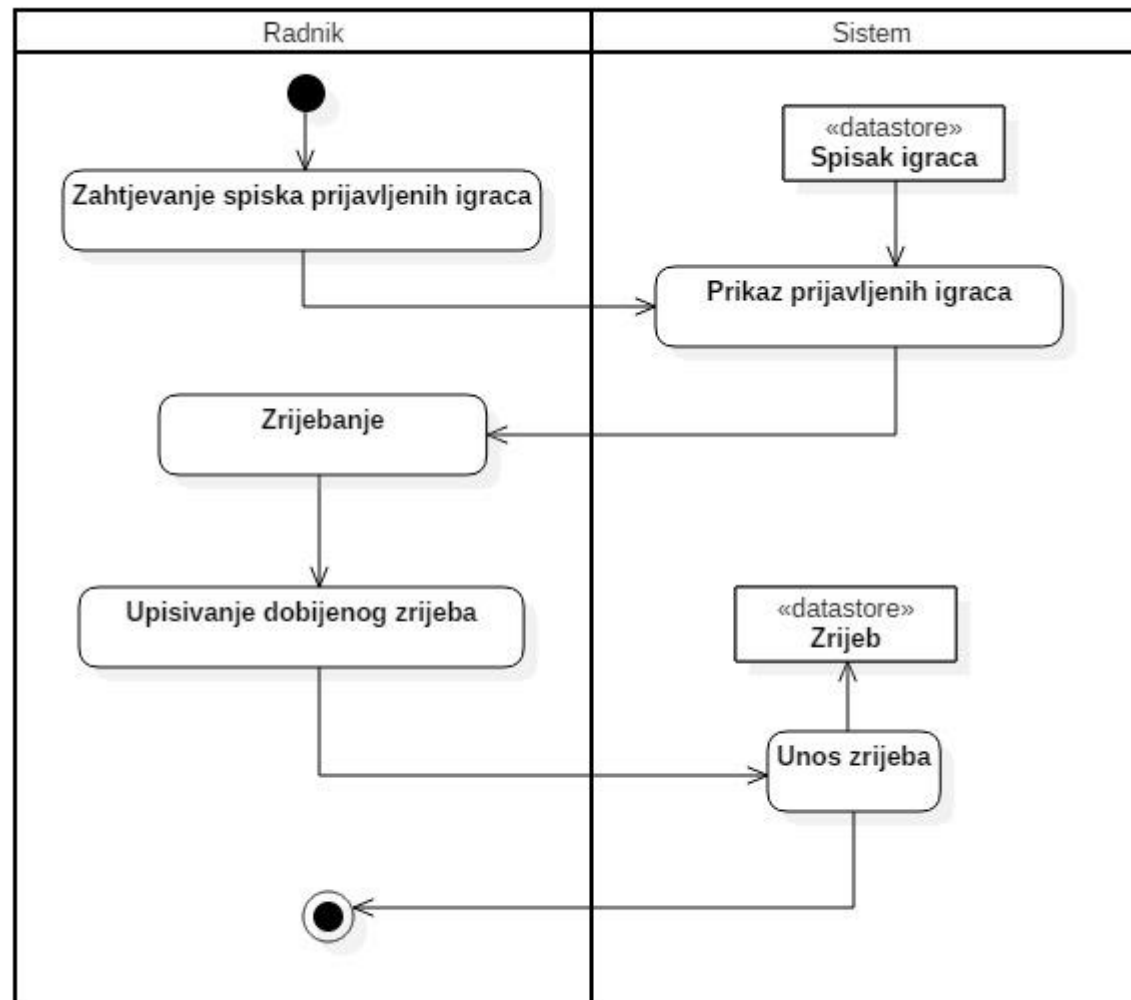 Radnik
Sistem
«datastore»
Spisak igraca
Zahtjevanje spiska prijavljenih igraca
Prikaz prijavljenih igraca
Zrijebanje
Upisivanje dobijenog zrijeba
«datastore»
Zrijeb
Unos zrijeba